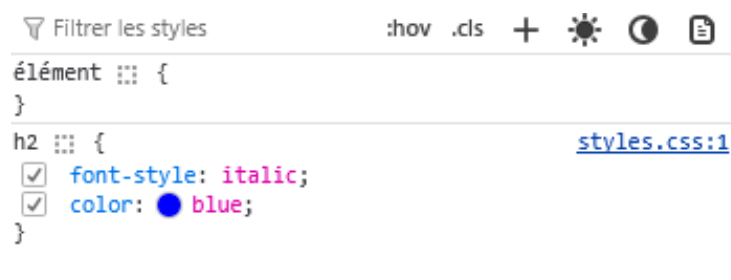 Filtrer les styles :hov .cls
élément {
}
h2 { styles.css:1
font-style: italic;
color: blue;
}